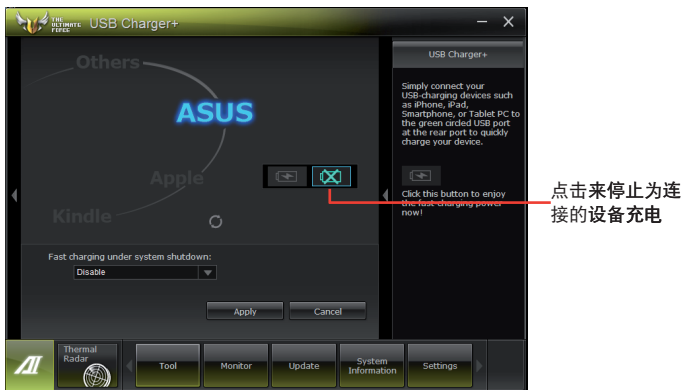 THE ULTIMATE FORCE USB Charger+
Others
ASUS
Apple
Kindle
Fast charging under system shutdown:
Disable
Apply
Cancel
USB Charger+
Simply connect your
USB-charging devices such
as iPhone, iPad,
Smartphone, or Tablet PC to
the green circled USB port
at the rear port to quickly
charge your device.
Click this button to enjoy
the fast-charging power
now!
点击来停止为连
接的设备充电
Thermal
Radar
Tool
Monitor
Update
System
Information
Settings